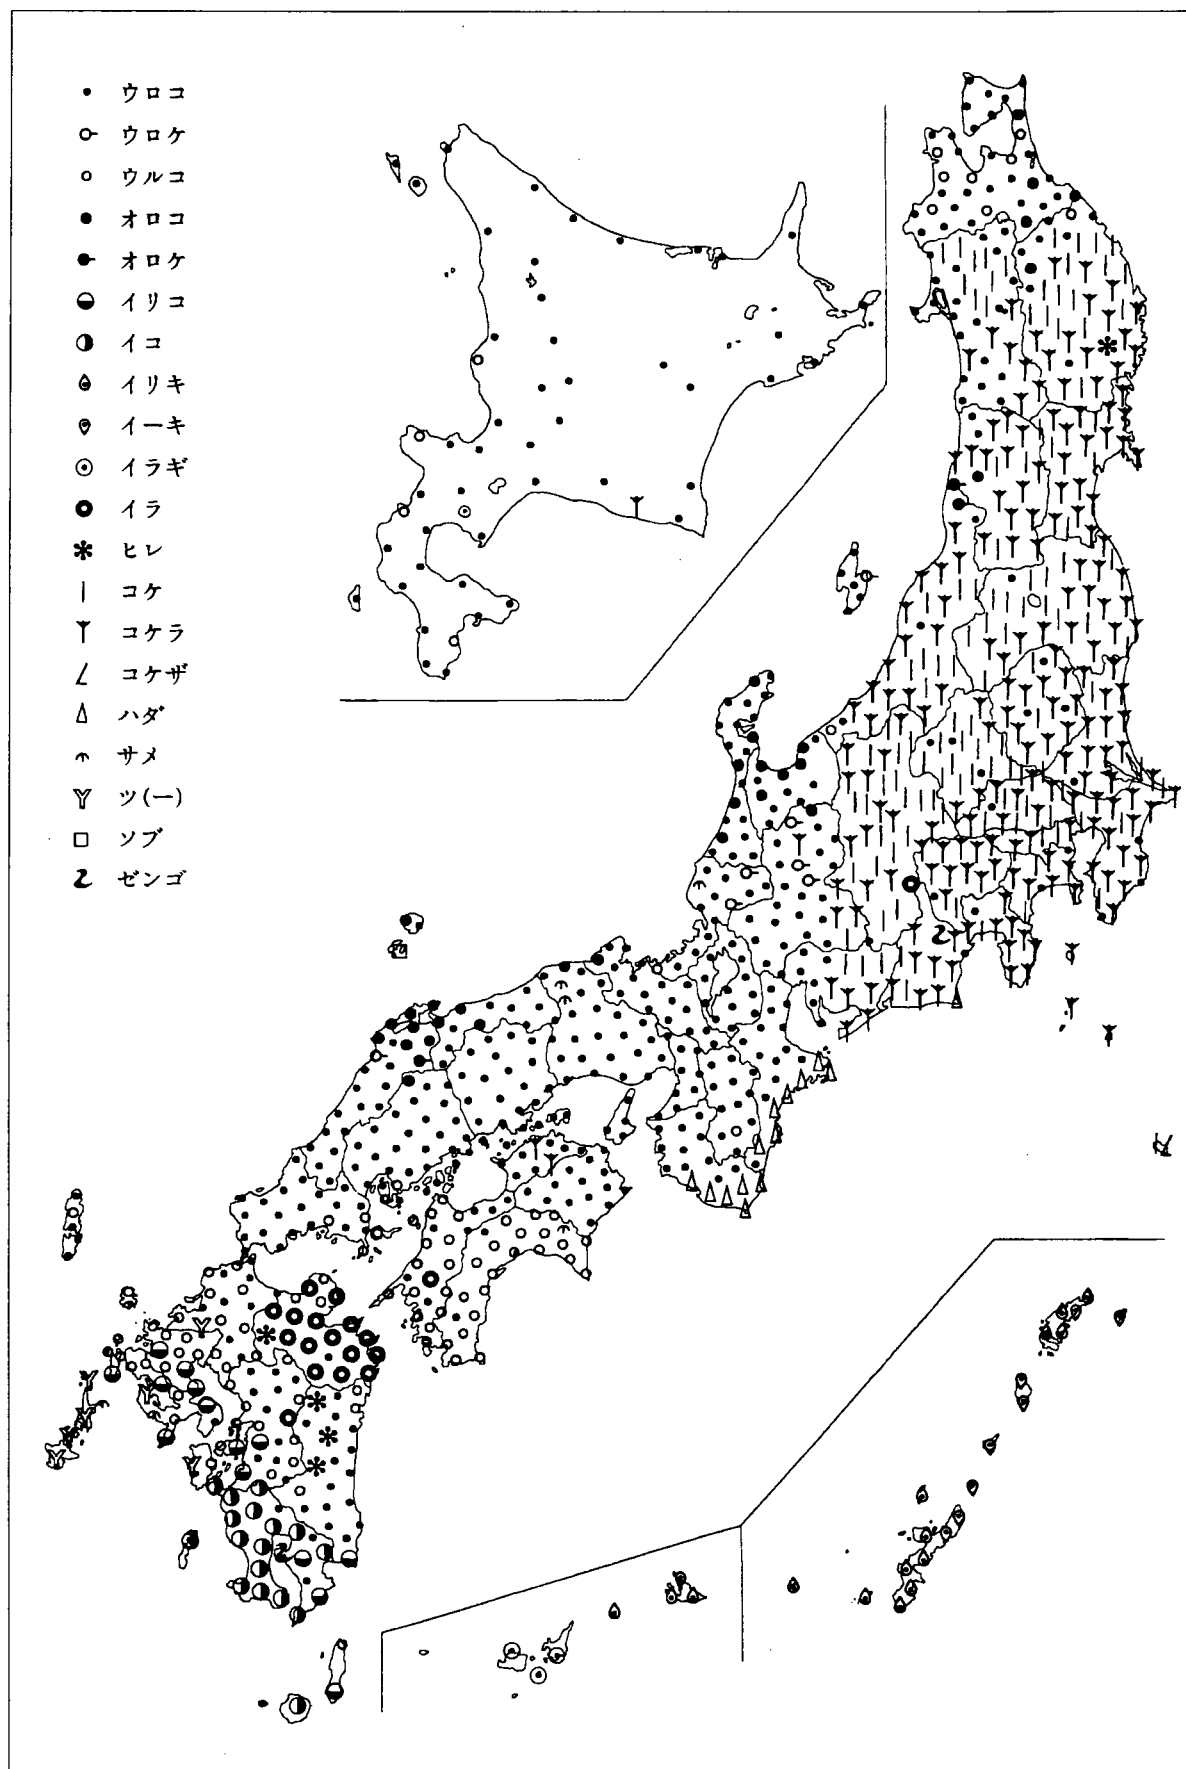 ウロコ
ウロケ
ウルコ
オロコ
オロケ
イリコ
イコ
イリキ
イーキ
イラギ
イラ
ヒレ
コケ
コケラ
コケザ
ハダ
サメ
ツ(ー)
ソブ
ゼンゴ